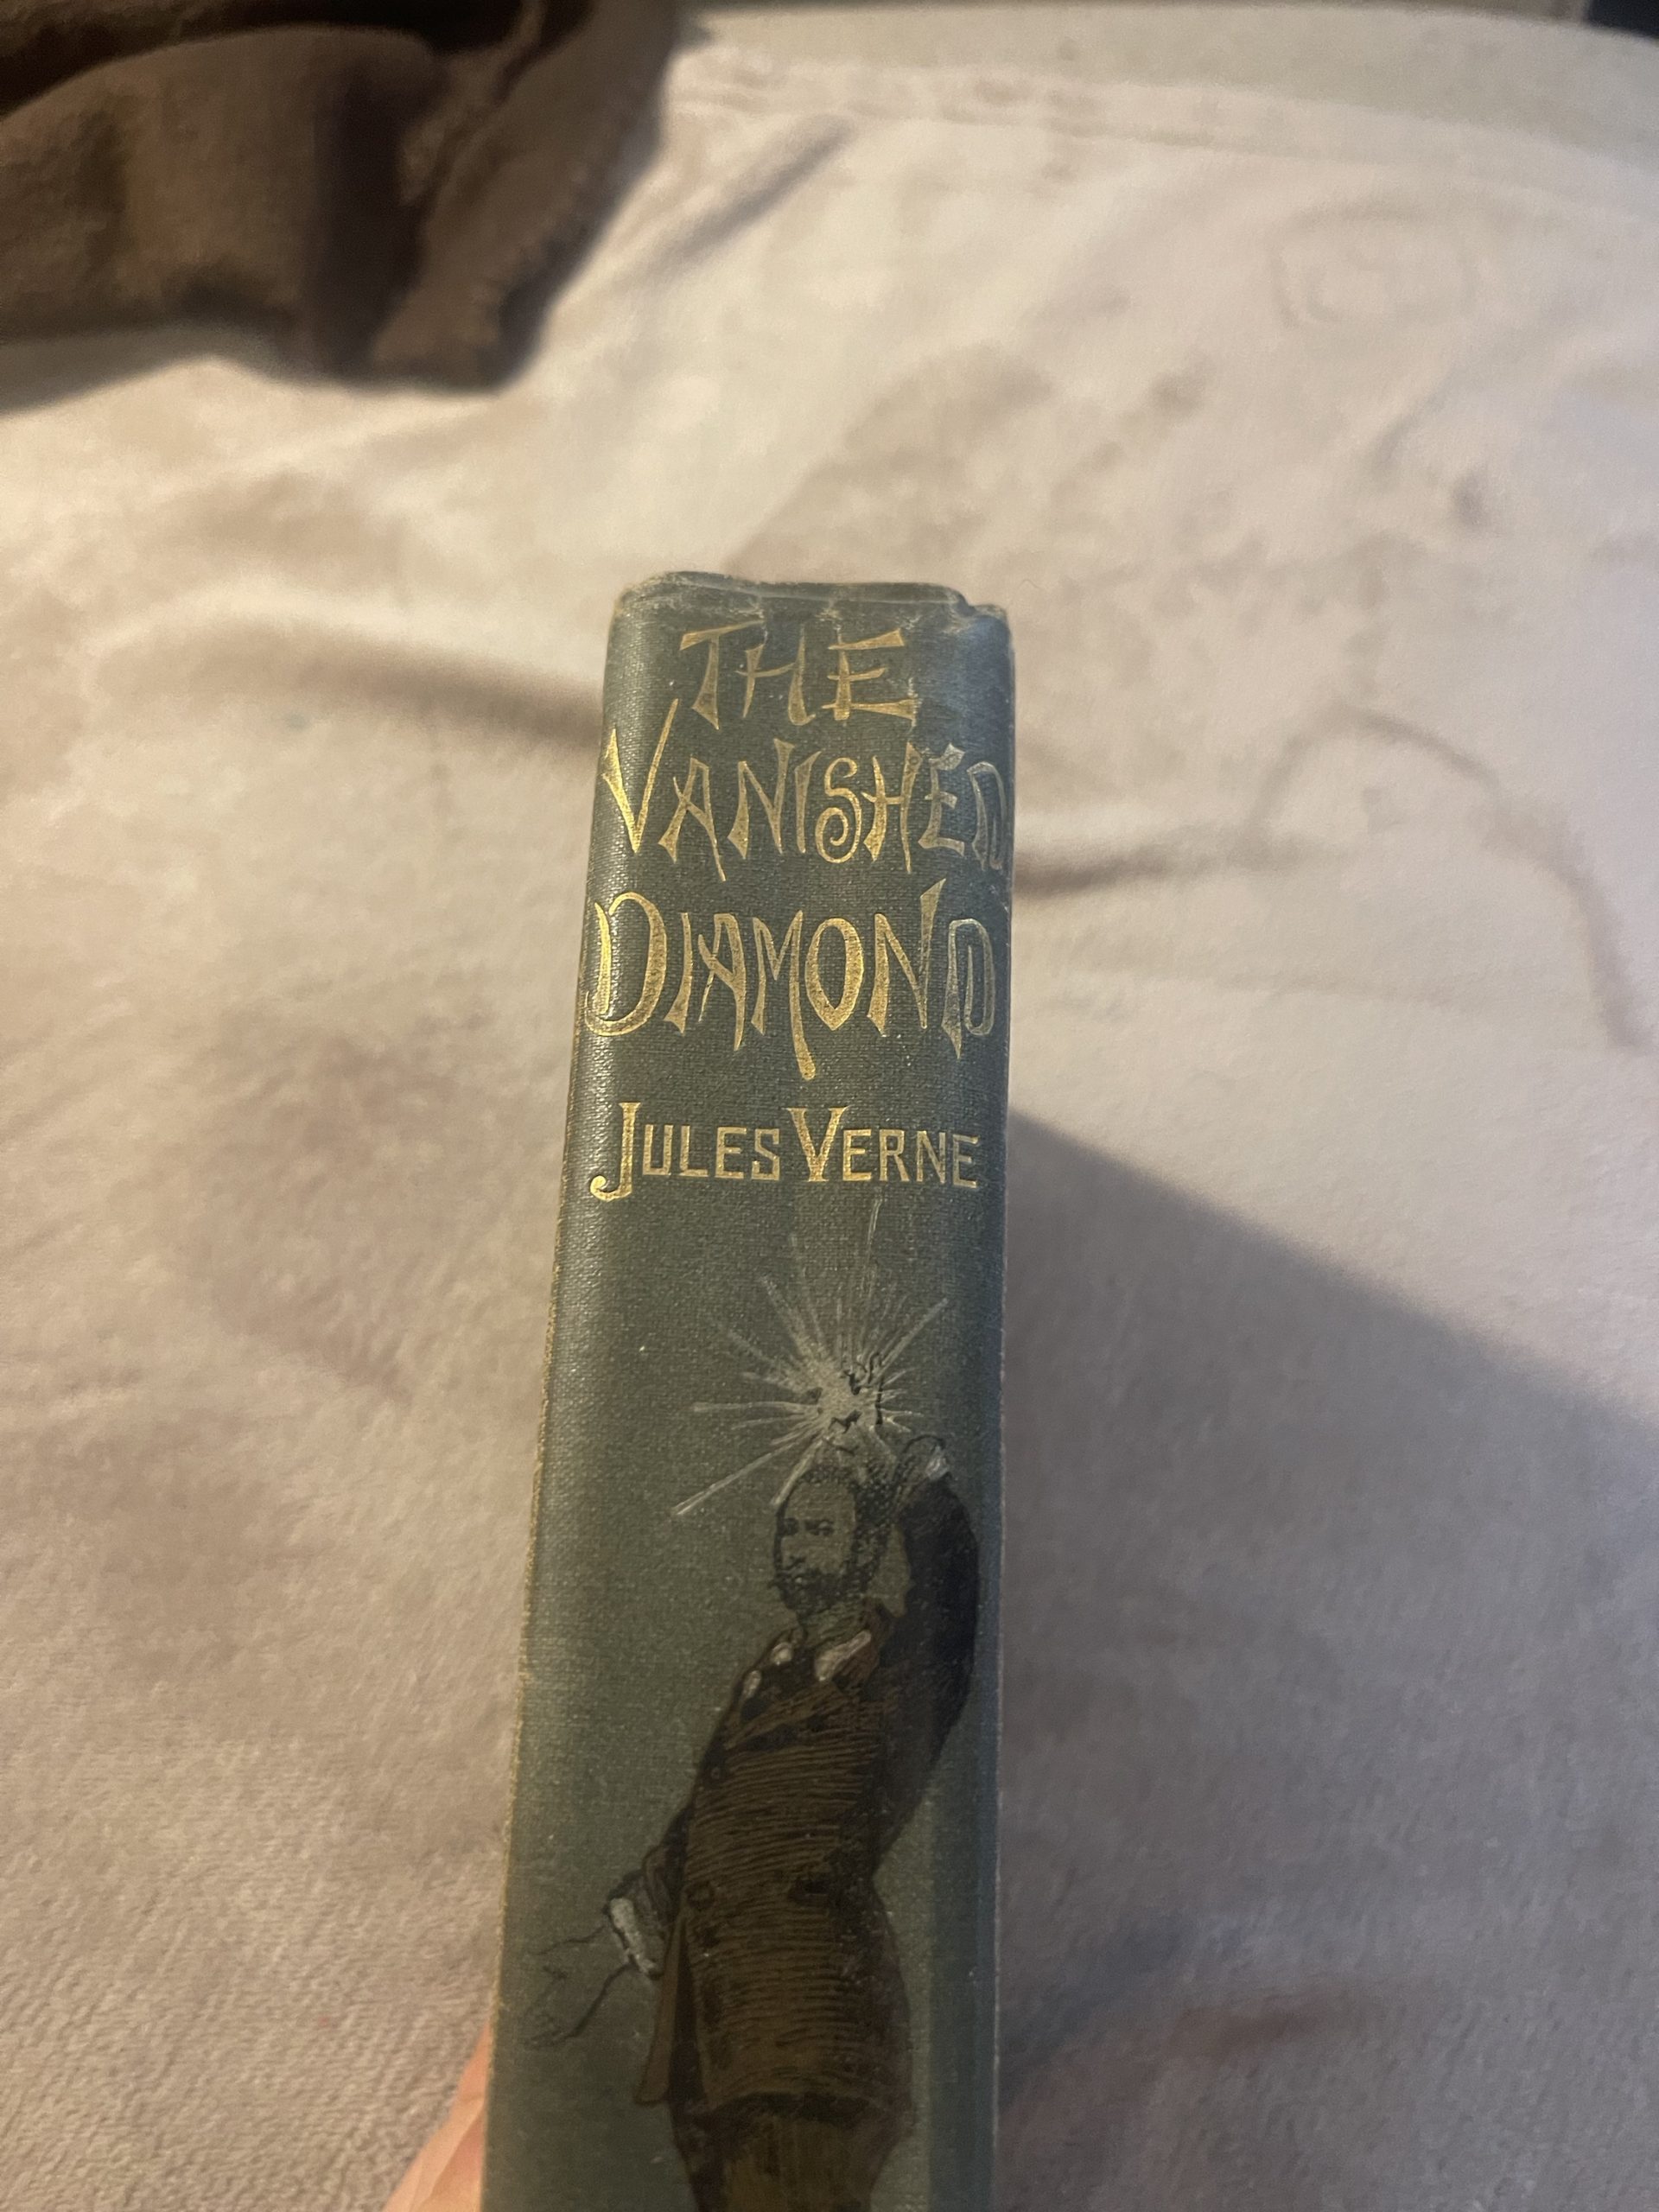 THE
VANISHED
DIAMOND
JULES VERNE